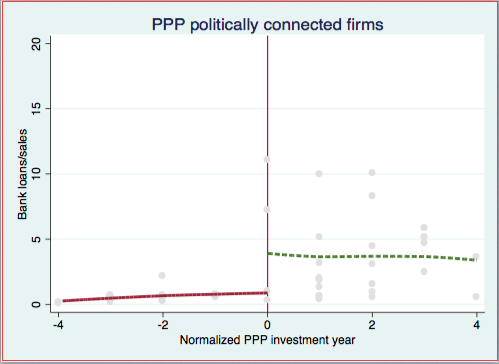 PPP politically connected firms
20
15
10
5
0
Bank loans/sales
-4 -2 0 2 4
Normalized PPP investment year